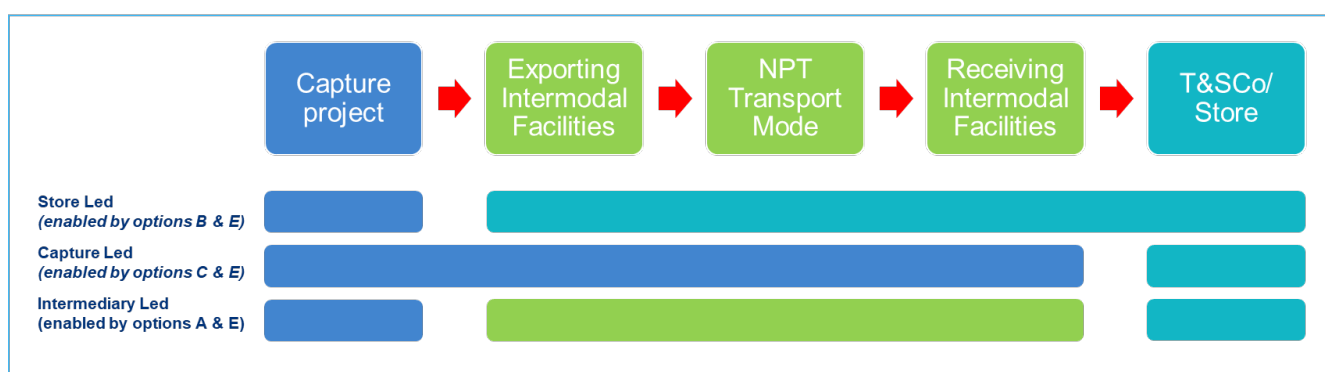 Capture
project
Exporting
Intermodal
Facilities
NPT
Transport
Mode
Receiving
Intermodal
Facilities
T&SCo/
Store
Store Led
(enabled by options B & E)
Capture Led
(enabled by options C & E)
Intermediary Led
(enabled by options A & E)